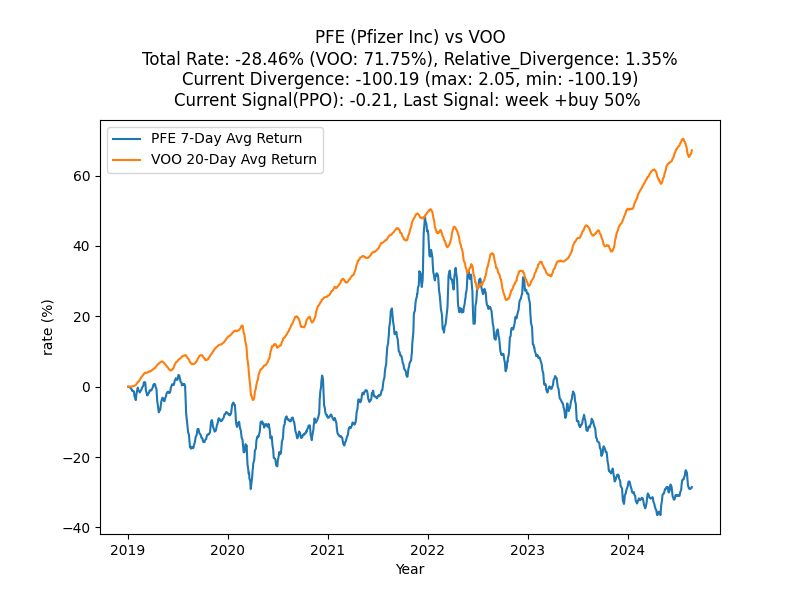 PFE (Pfizer Inc) vs VOO
Total Rate: -28.46% (VOO: 71.75%), Relative_Divergence: 1.35%
Current Divergence: -100.19 (max: 2.05, min: -100.19)
Current Signal(PPO): -0.21, Last Signal: week +buy 50%
PFE 7-Day Avg Return
VOO 20-Day Avg Return
rate (%)
60
40
20
0
−20
−40
2019 2020 2021 2022 2023 2024
Year